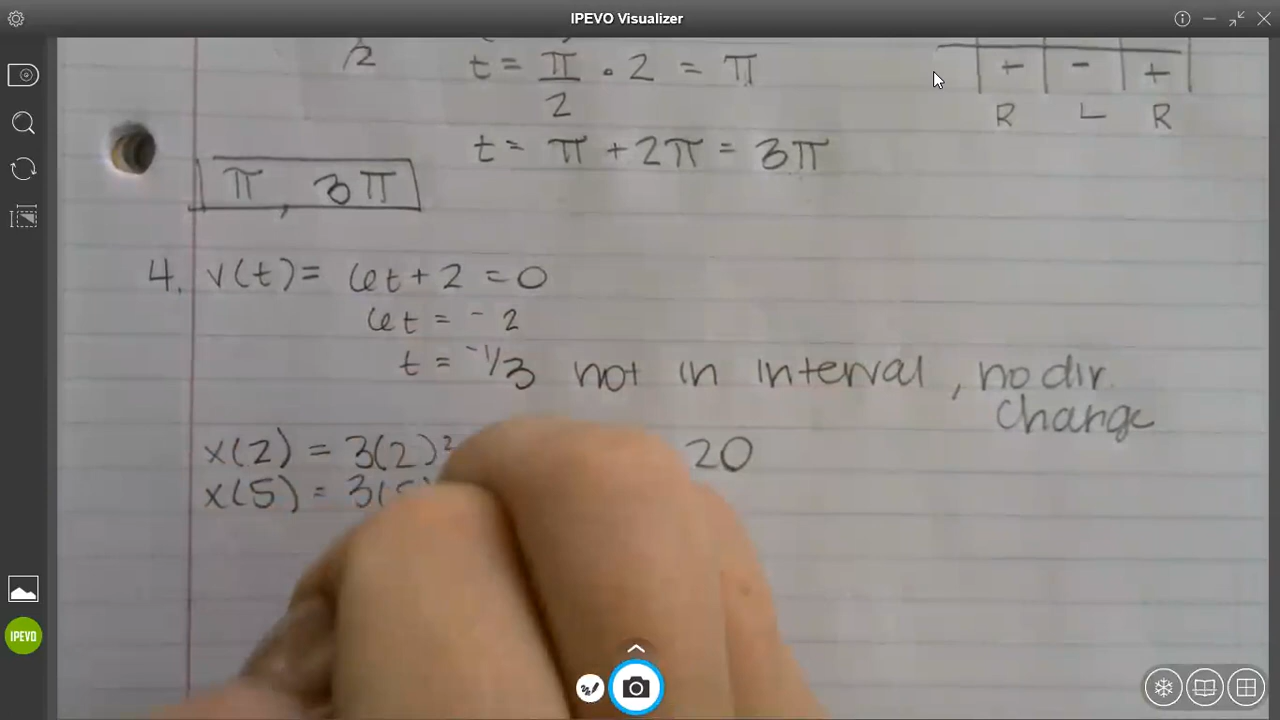 IPEVO Visualizer
/2
t = π/2 · 2 = π
+ - +
R L R
t = π + 2π = 3π
π, 3π
4. v(t) = 6t + 2 = 0
6t = -2
t = -1/3 not in interval, no dir. change
x(2) = 3(2)² 20
x(5) = 3(5)
IPEVO